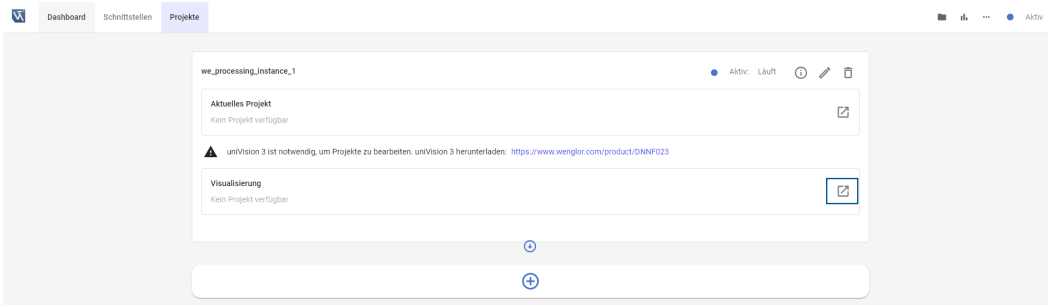 Dashboard Schnittstellen Projekte Aktiv
we_processing_instance_1 Aktiv: Läuft
Aktuelles Projekt
Kein Projekt verfügbar
uniVision 3 ist notwendig, um Projekte zu bearbeiten. uniVision 3 herunterladen: https://www.wenglor.com/product/DNNF023
Visualisierung
Kein Projekt verfügbar